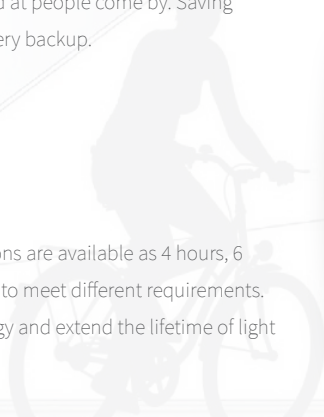 at people come by. Saving
ery backup.
ns are available as 4 hours, 6
to meet different requirements.
gy and extend the lifetime of light